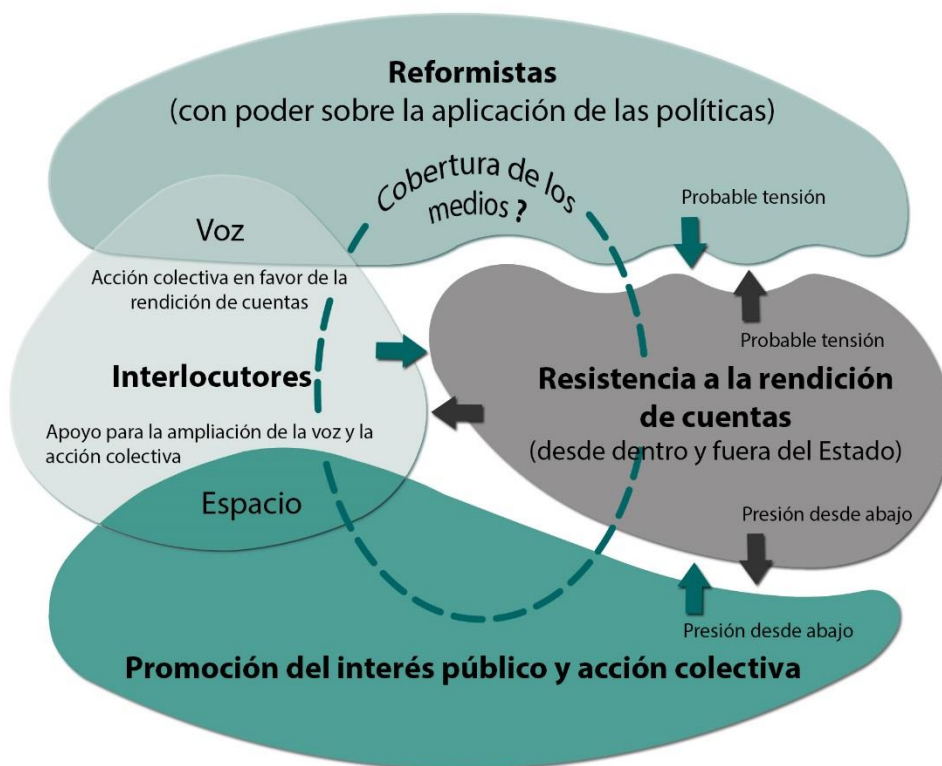 Reformistas
(con poder sobre la aplicación de las políticas)
Cobertura de los
medios ?
Probable tensión
Voz
Acción colectiva en favor de la
rendición de cuentas
Probable tensión
Interlocutores
Resistencia a la rendición
de cuentas
(desde dentro y fuera del Estado)
Apoyo para la ampliación de la voz y la
acción colectiva
Espacio
Presión desde abajo
Presión desde abajo
Promoción del interés público y acción colectiva